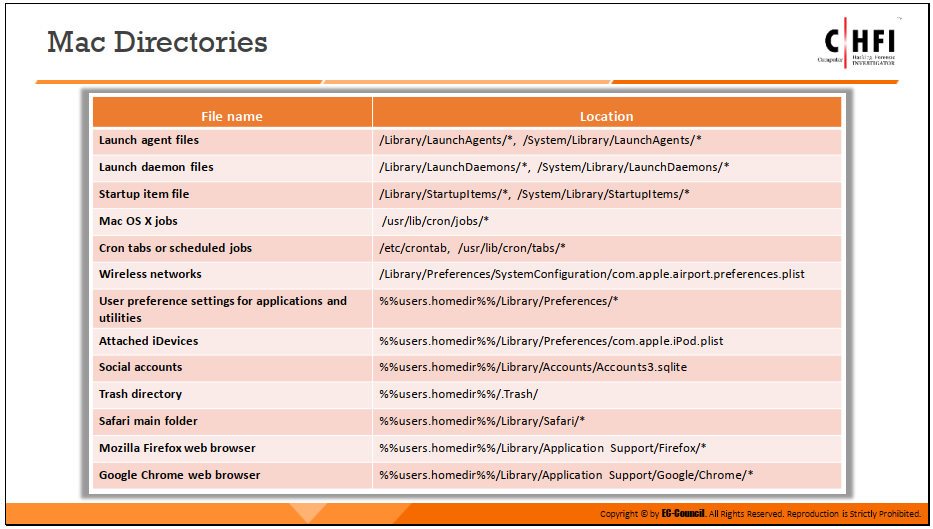 Mac Directories
CHFI
Computer Hacking Forensic
INVESTIGATOR
File name Location
Launch agent files /Library/LaunchAgents/*, /System/Library/LaunchAgents/*
Launch daemon files /Library/LaunchDaemons/*, /System/Library/LaunchDaemons/*
Startup item file /Library/StartupItems/*, /System/Library/StartupItems/*
Mac OS X jobs /usr/lib/cron/jobs/*
Cron tabs or scheduled jobs /etc/crontab, /usr/lib/cron/tabs/*
Wireless networks /Library/Preferences/SystemConfiguration/com.apple.airport.preferences.plist
User preference settings for applications and %%users.homedir%%/Library/Preferences/*
utilities
Attached iDevices %%users.homedir%%/Library/Preferences/com.apple.iPod.plist
Social accounts %%users.homedir%%/Library/Accounts/Accounts3.sqlite
Trash directory %%users.homedir%%/.Trash/
Safari main folder %%users.homedir%%/Library/Safari/*
Mozilla Firefox web browser %%users.homedir%%/Library/Application Support/Firefox/*
Google Chrome web browser %%users.homedir%%/Library/Application Support/Google/Chrome/*
Copyright © by EC-Council. All Rights Reserved. Reproduction is Strictly Prohibited.